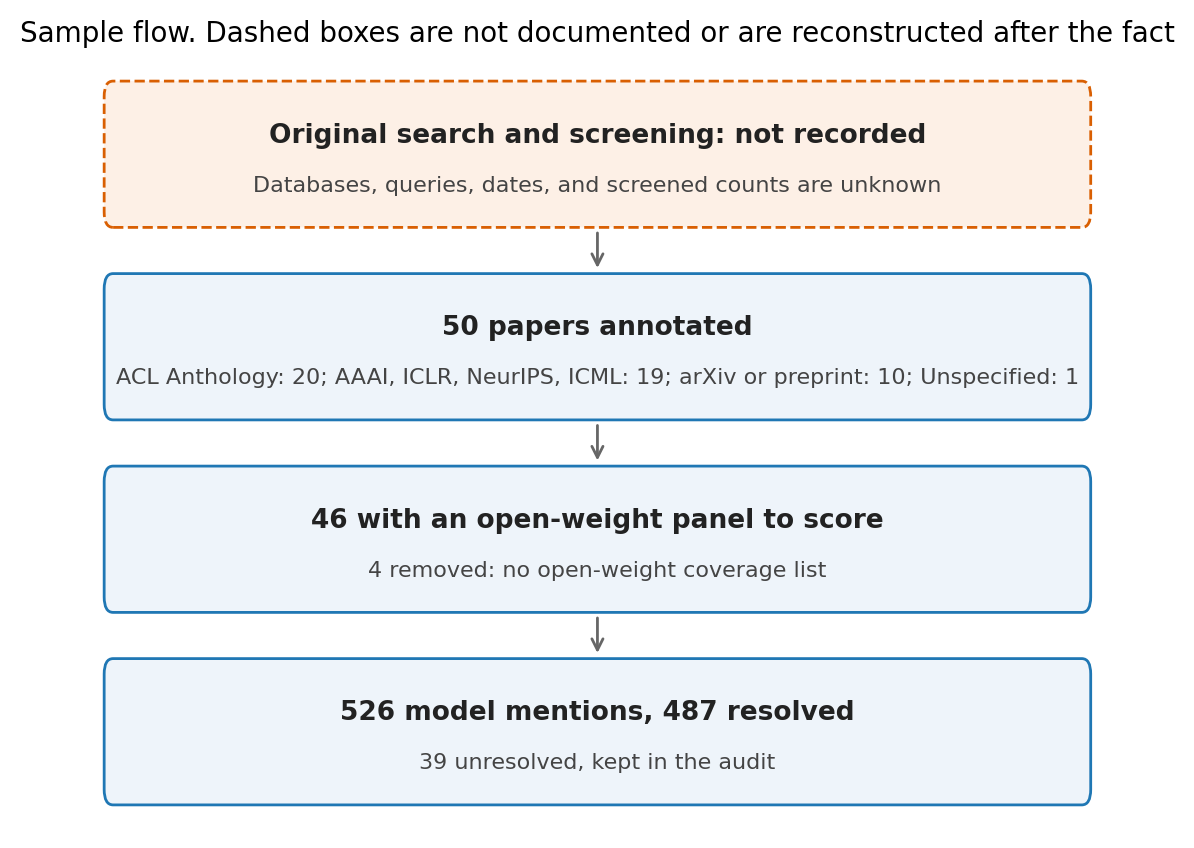 Sample flow. Dashed boxes are not documented or are reconstructed after the fact
Original search and screening: not recorded
Databases, queries, dates, and screened counts are unknown
50 papers annotated
ACL Anthology: 20; AAAI, ICLR, NeurIPS, ICML: 19; arXiv or preprint: 10; Unspecified: 1
46 with an open-weight panel to score
4 removed: no open-weight coverage list
526 model mentions, 487 resolved
39 unresolved, kept in the audit